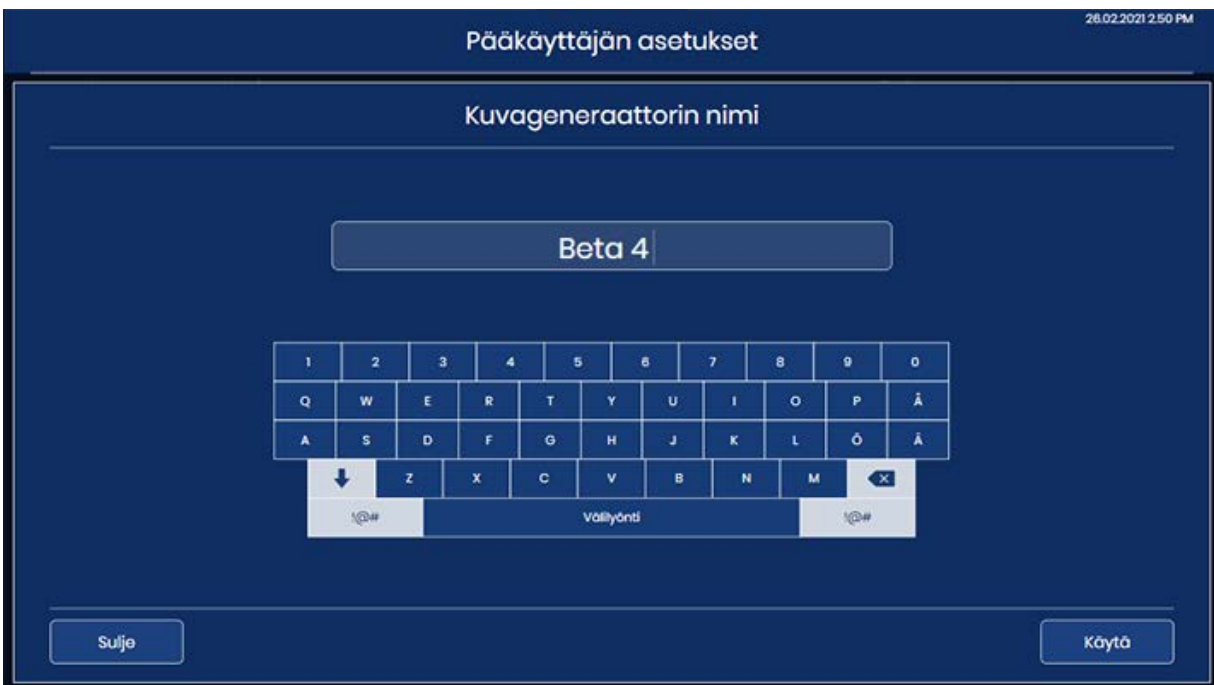 26.02.2021 2.50 PM
Pääkäyttäjän asetukset
Kuvageneraattorin nimi
Beta 4
1 2 3 4 5 6 7 8 9 0
Q W E R T Y U I O P Å
A S D F G H J K L Ö Ä
Z X C V B N M
!@# Välilyönti !@#
Sulje Käytä